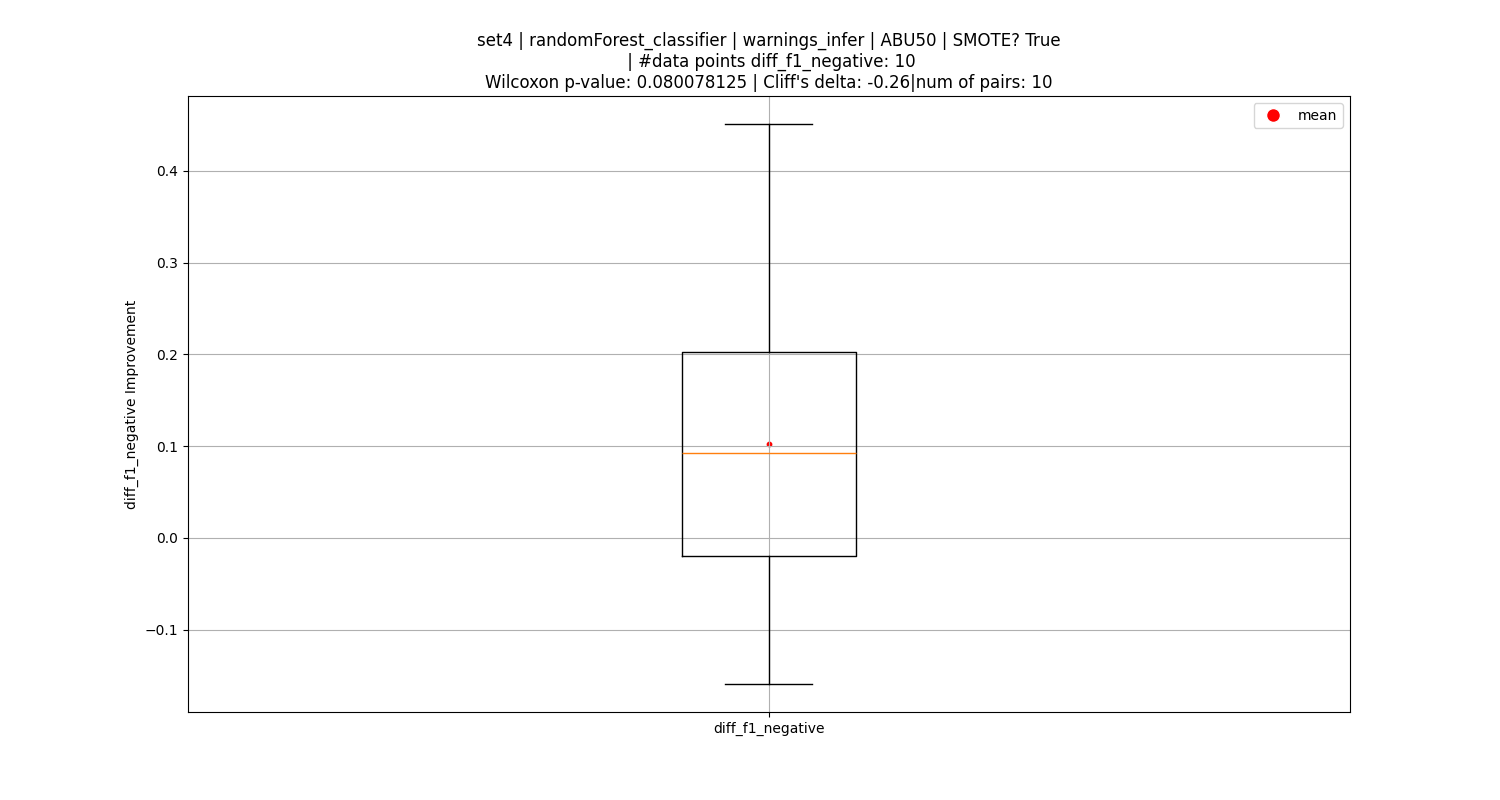 set4 | randomForest_classifier | warnings_infer | ABU50 | SMOTE? True
| #data points diff_f1_negative: 10
Wilcoxon p-value: 0.080078125 | Cliff's delta: -0.26|num of pairs: 10
mean
0.4
0.3
0.2
0.1
0.0
−0.1
diff_f1_negative Improvement
diff_f1_negative